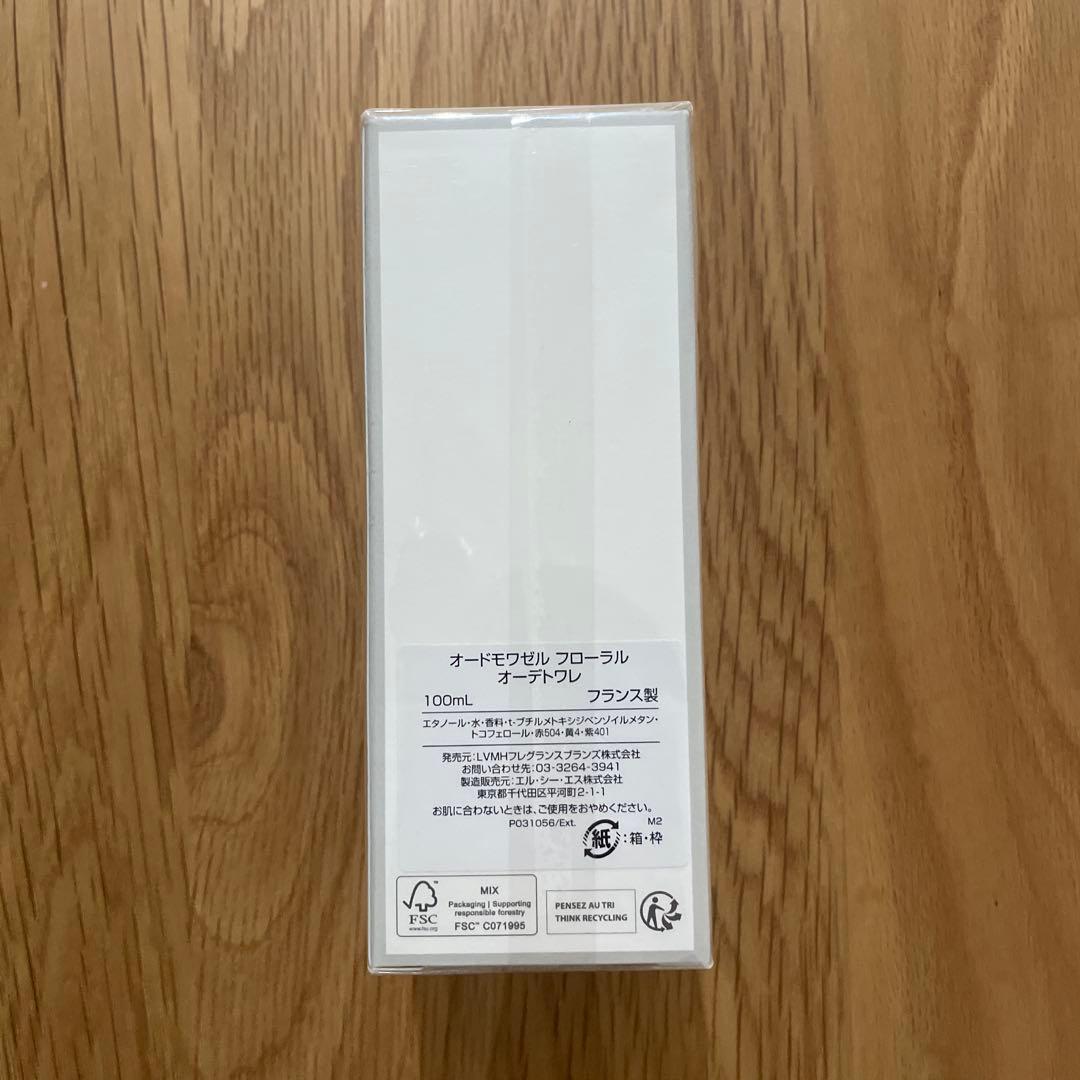 オードモワゼル フローラル
オーデトワレ
100mL フランス製
エタノール・水・香料・t-ブチルメトキシジベンゾイルメタン・
トコフェロール・赤504・黄4・紫401
発売元:LVMHフレグランスブランズ株式会社
お問い合わせ先:03-3264-3941
製造販売元:エル・シー・エス株式会社
東京都千代田区平河町2-1-1
お肌に合わないときは、ご使用をおやめください。
P031056/Ext. M2
紙:箱・枠
FSC
www.fsc.org
MIX
Packaging | Supporting
responsible forestry
FSC™ C071995
PENSEZ AU TRI
THINK RECYCLING